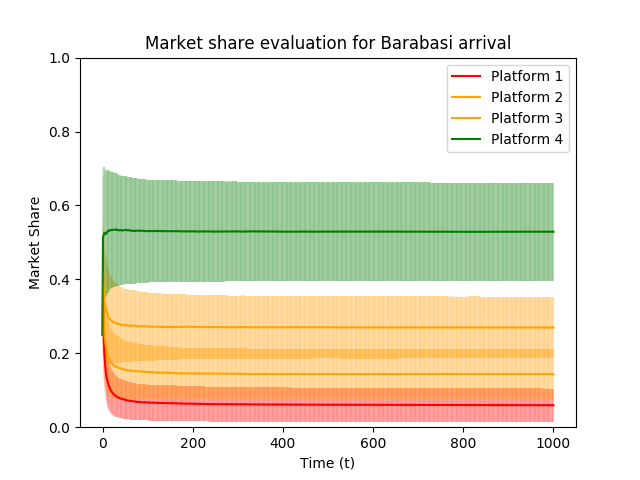 Market share evaluation for Barabasi arrival
Platform 1
Platform 2
Platform 3
Platform 4
Market Share
1.0
0.8
0.6
0.4
0.2
0.0
0
200
400
600
800
1000
Time (t)